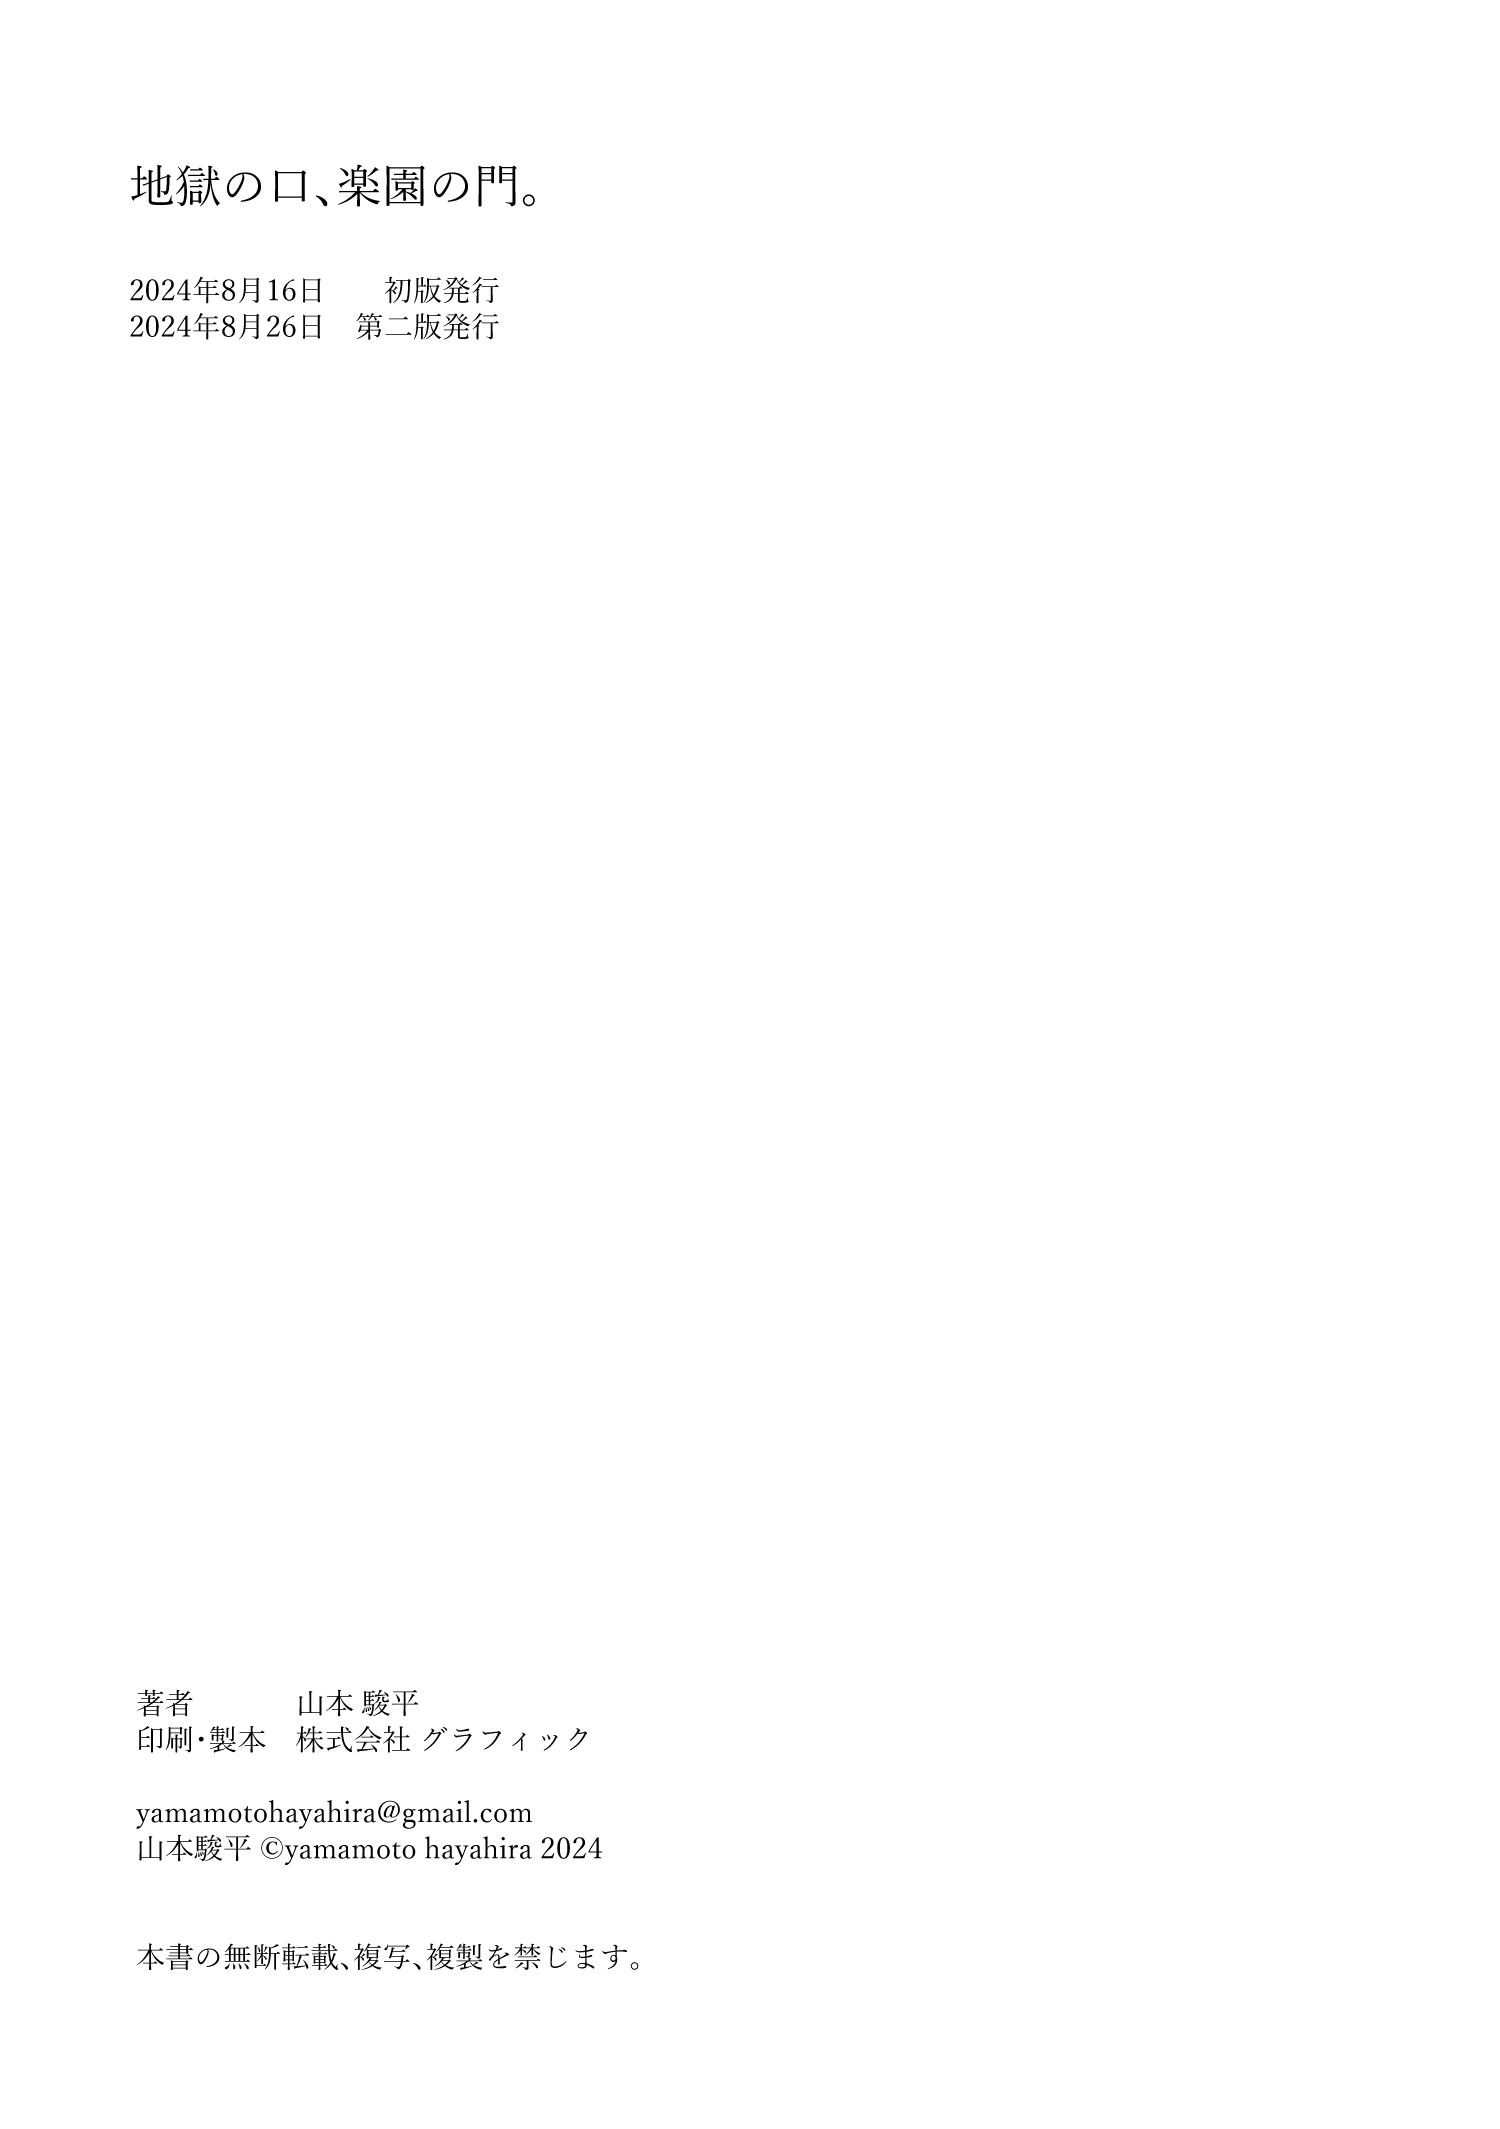 地獄の口、楽園の門。
2024年8月16日　　初版発行
2024年8月26日　第二版発行
著者　　　　山本 駿平
印刷・製本　株式会社 グラフィック
yamamotohayahira@gmail.com
山本駿平 ©yamamoto hayahira 2024
本書の無断転載、複写、複製を禁じます。